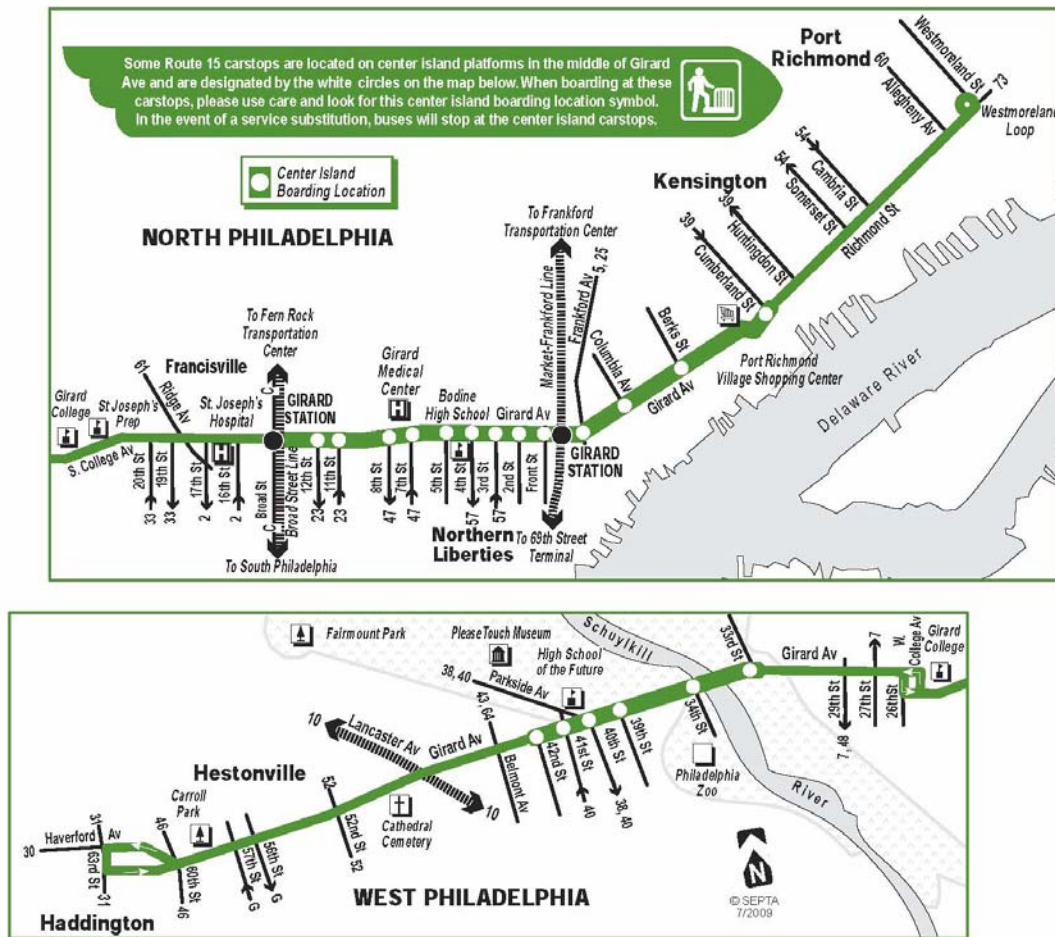 Some Route 15 carstops are located on center island platforms in the middle of Girard
Ave and are designated by the white circles on the map below. When boarding at these
carstops, please use care and look for this center island boarding location symbol.
In the event of a service substitution, buses will stop at the center island carstops.
Center Island
Boarding Location
NORTH PHILADELPHIA
Port
Richmond
Westmoreland St
73
60
Allegheny Av
Westmoreland
Loop
54
Cambria St
54
Somerset St
Richmond St
Kensington
39
Huntingdon St
39
Cumberland St
To Frankford
Transportation Center
Market-Frankford Line
5, 25
Frankford Av
Columbia Av
Berks St
Girard Av
Port Richmond
Village Shopping Center
Delaware River
To Fern Rock
Transportation
Center
Francisville
61
Ridge Av
Girard
College
St Joseph's
Prep
St. Joseph's
Hospital
C
GIRARD
STATION
Girard
Medical
Center
H
Bodine
High School
Girard Av
GIRARD
STATION
S. College Av
H
20th St
19th St
17th St
16th St
Broad St
Broad Street Line
12th St
11th St
8th St
7th St
5th St
4th St
3rd St
2nd St
Front St
33
33
2
2
C
C
23
23
47
47
57
57
Northern
Liberties
To 69th Street
Terminal
To South Philadelphia
Fairmount Park
Please Touch Museum
High School
of the Future
Schuylkill
33rd St
Girard Av
7
W.
College Av
Girard
College
29th St
27th St
26th St
7, 48
38, 40
Parkside Av
43, 64
10
Lancaster Av
10
Girard Av
Belmont Av
42nd St
41st St
40th St
39th St
34th St
40
38, 40
Philadelphia
Zoo
River
Hestonville
52
52nd St
52
Cathedral
Cemetery
Carroll
Park
46
31
30
Haverford Av
63rd St
31
60th St
46
57th St
56th St
G
G
Haddington
WEST PHILADELPHIA
N
© SEPTA
7/2009